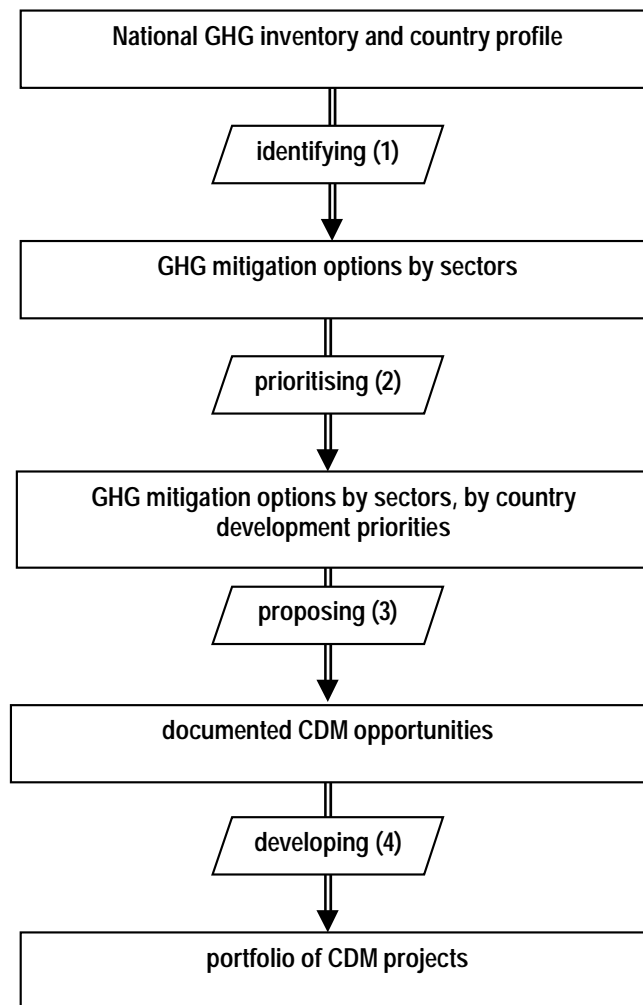 National GHG inventory and country profile
identifying (1)
GHG mitigation options by sectors
prioritising (2)
GHG mitigation options by sectors, by country
development priorities
proposing (3)
documented CDM opportunities
developing (4)
portfolio of CDM projects